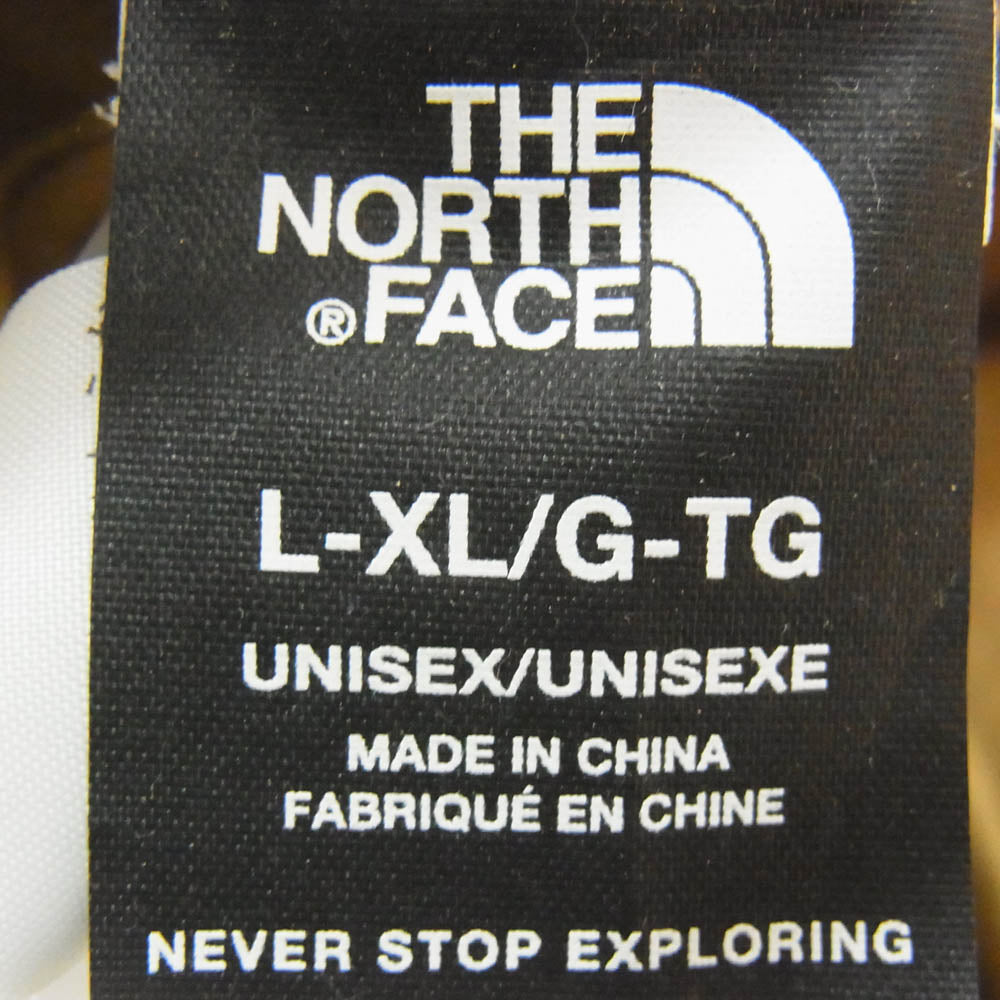 THE
NORTH
®FACE
L-XL/G-TG
UNISEX/UNISEXE
MADE IN CHINA
FABRIQUÉ EN CHINE
NEVER STOP EXPLORING